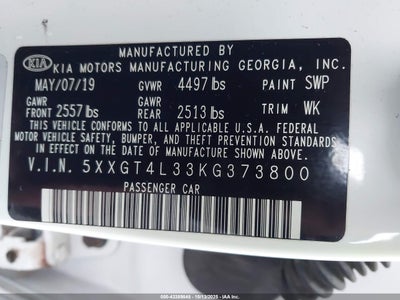 MANUFACTURED BY
KIA KIA MOTORS MANUFACTURING GEORGIA, INC.
MAY/07/19 GVWR 4497 lbs PAINT SWP
GAWR FRONT 2557 lbs GAWR REAR 2513 lbs TRIM WK
THIS VEHICLE CONFORMS TO ALL APPLICABLE U.S.A. FEDERAL
MOTOR VEHICLE SAFETY, BUMPER, AND THEFT PREVENTION
STANDARDS IN EFFECT ON THE DATE OF MANUFACTURE
SHOWN ABOVE.
V.I.N. 5XXGT4L33KG373800
PASSENGER CAR